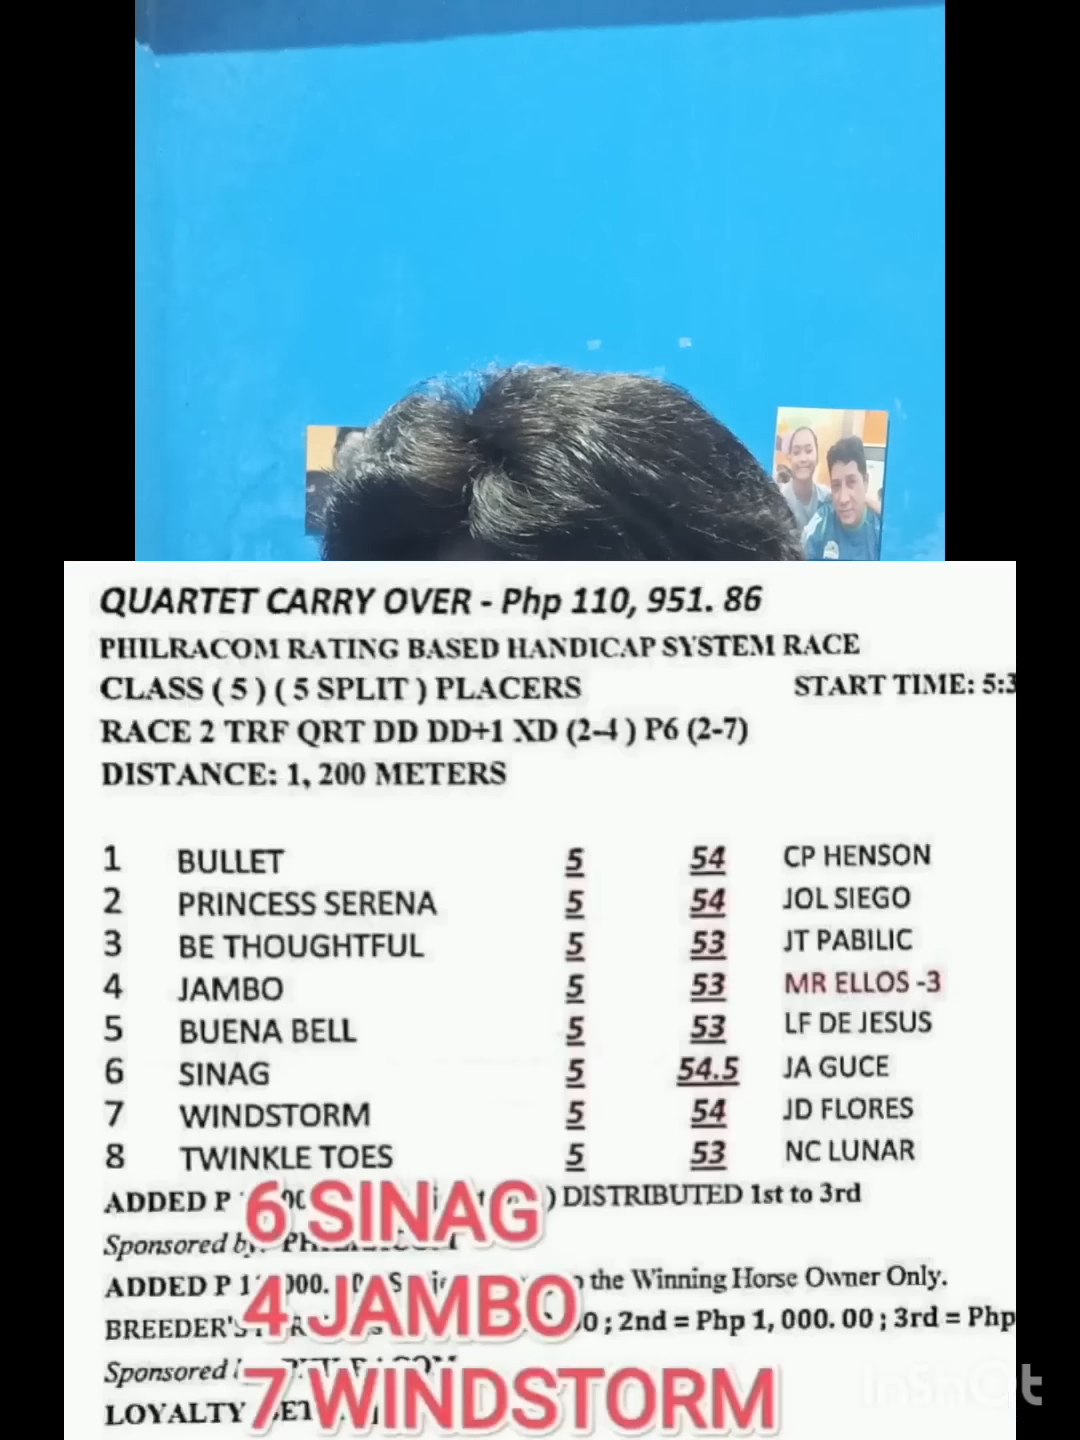 QUARTET CARRY OVER - Php 110, 951. 86
PHILRACOM RATING BASED HANDICAP SYSTEM RACE
CLASS ( 5 ) ( 5 SPLIT ) PLACERS START TIME: 5:3
RACE 2 TRF QRT DD DD+1 XD (2-4 ) P6 (2-7)
DISTANCE: 1, 200 METERS
1 BULLET 5 54 CP HENSON
2 PRINCESS SERENA 5 54 JOL SIEGO
3 BE THOUGHTFUL 5 53 JT PABILIC
4 JAMBO 5 53 MR ELLOS -3
5 BUENA BELL 5 53 LF DE JESUS
6 SINAG 5 54.5 JA GUCE
7 WINDSTORM 5 54 JD FLORES
8 TWINKLE TOES 5 53 NC LUNAR
ADDED P ) DISTRIBUTED 1st to 3rd
6 SINAG
Sponsored by:
ADDED P the Winning Horse Owner Only.
4 JAMBO
BREEDER'S ; 2nd = Php 1, 000. 00 ; 3rd = Php
Sponsored
7 WINDSTORM
LOYALTY
InShOt